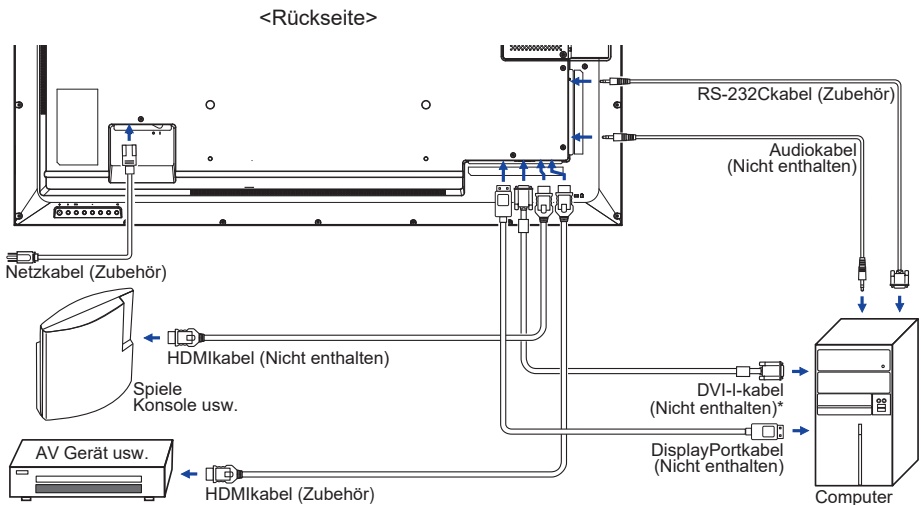 <Rückseite>
RS-232Ckabel (Zubehör)
Audiokabel
(Nicht enthalten)
Netzkabel (Zubehör)
HDMIkabel (Nicht enthalten)
Spiele
Konsole usw.
DVI-I-kabel
(Nicht enthalten)*
AV Gerät usw.
DisplayPortkabel
(Nicht enthalten)
HDMIkabel (Zubehör)
Computer